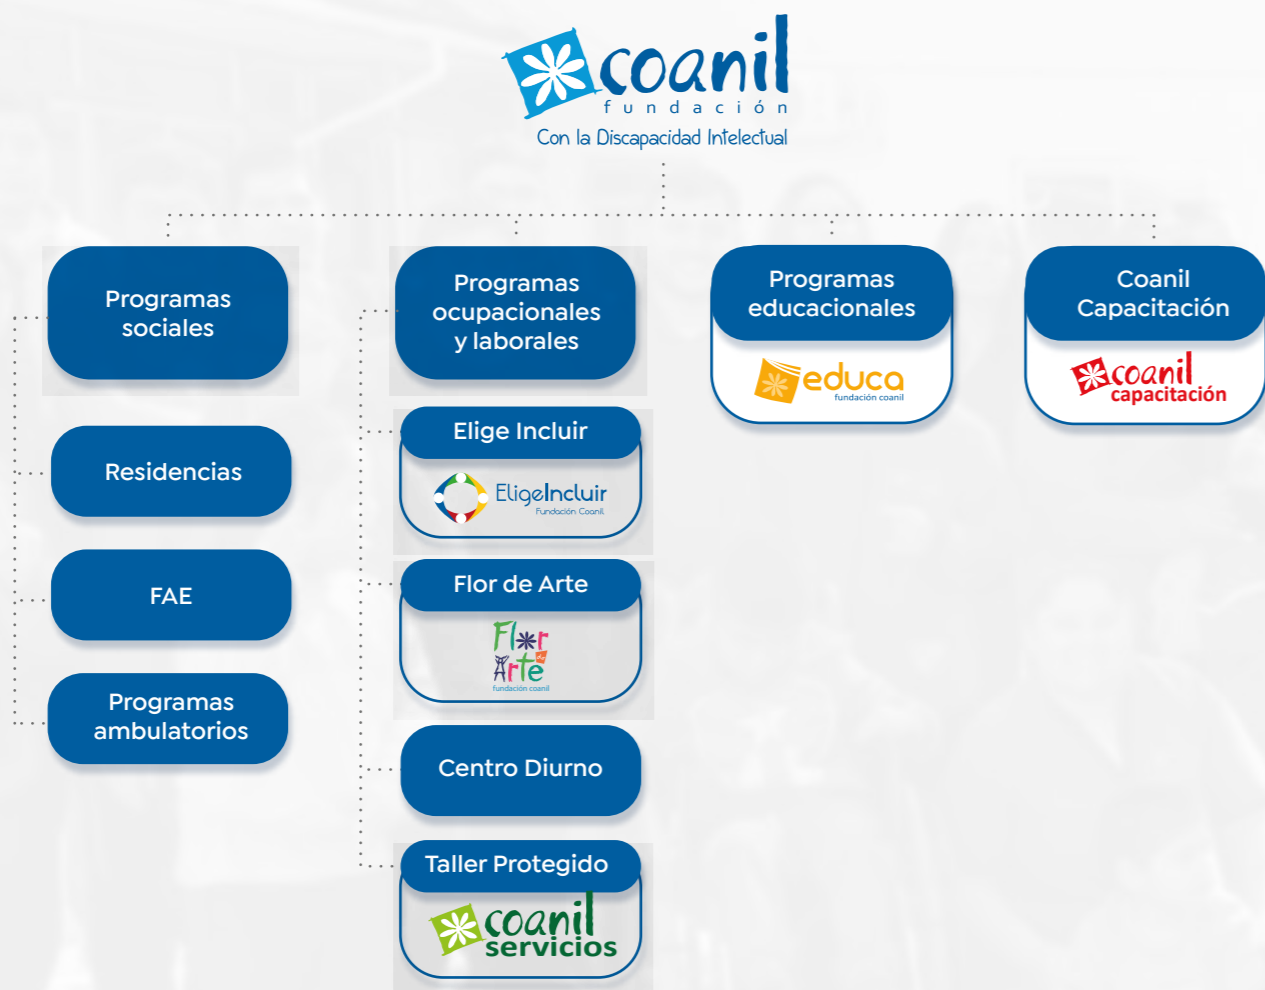 coanil
fundación
Con la Discapacidad Intelectual
Programas
sociales
Residencias
FAE
Programas
ambulatorios
Programas
ocupacionales
y laborales
Elige Incluir
EligeIncluir
Fundación Coanil
Flor de Arte
Flor
de
Arte
fundación coanil
Centro Diurno
Taller Protegido
coanil
servicios
Programas
educacionales
educa
fundación coanil
Coanil
Capacitación
coanil
capacitación